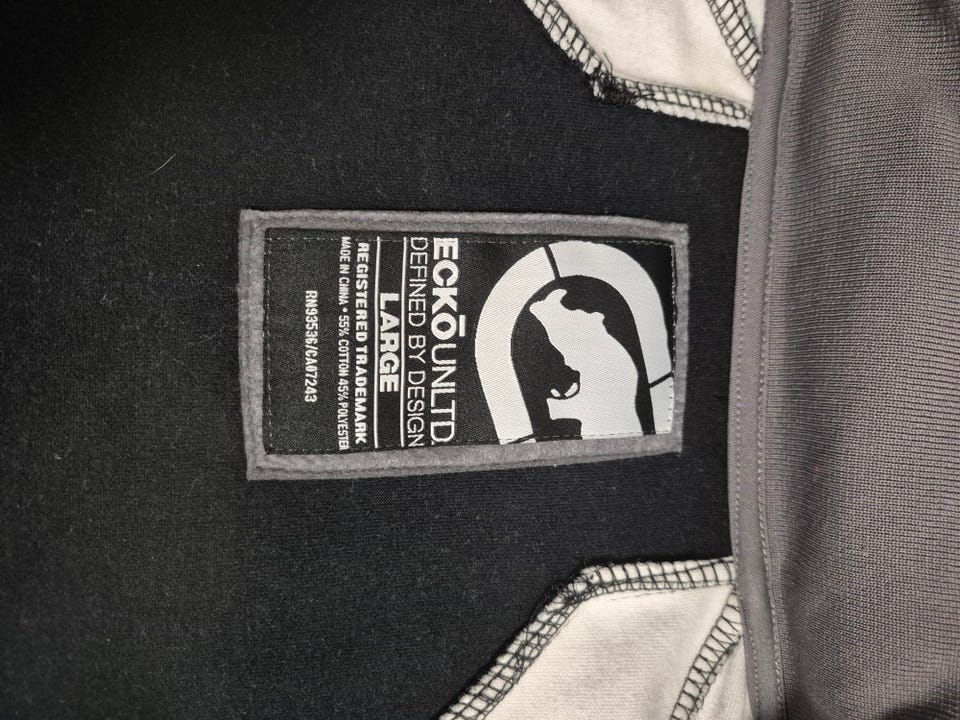 ECKŌ UNLTD.
DEFINED BY DESIGN
LARGE
REGISTERED TRADEMARK
MADE IN CHINA • 55% COTTON 45% POLYESTER
RN93536/CA07243